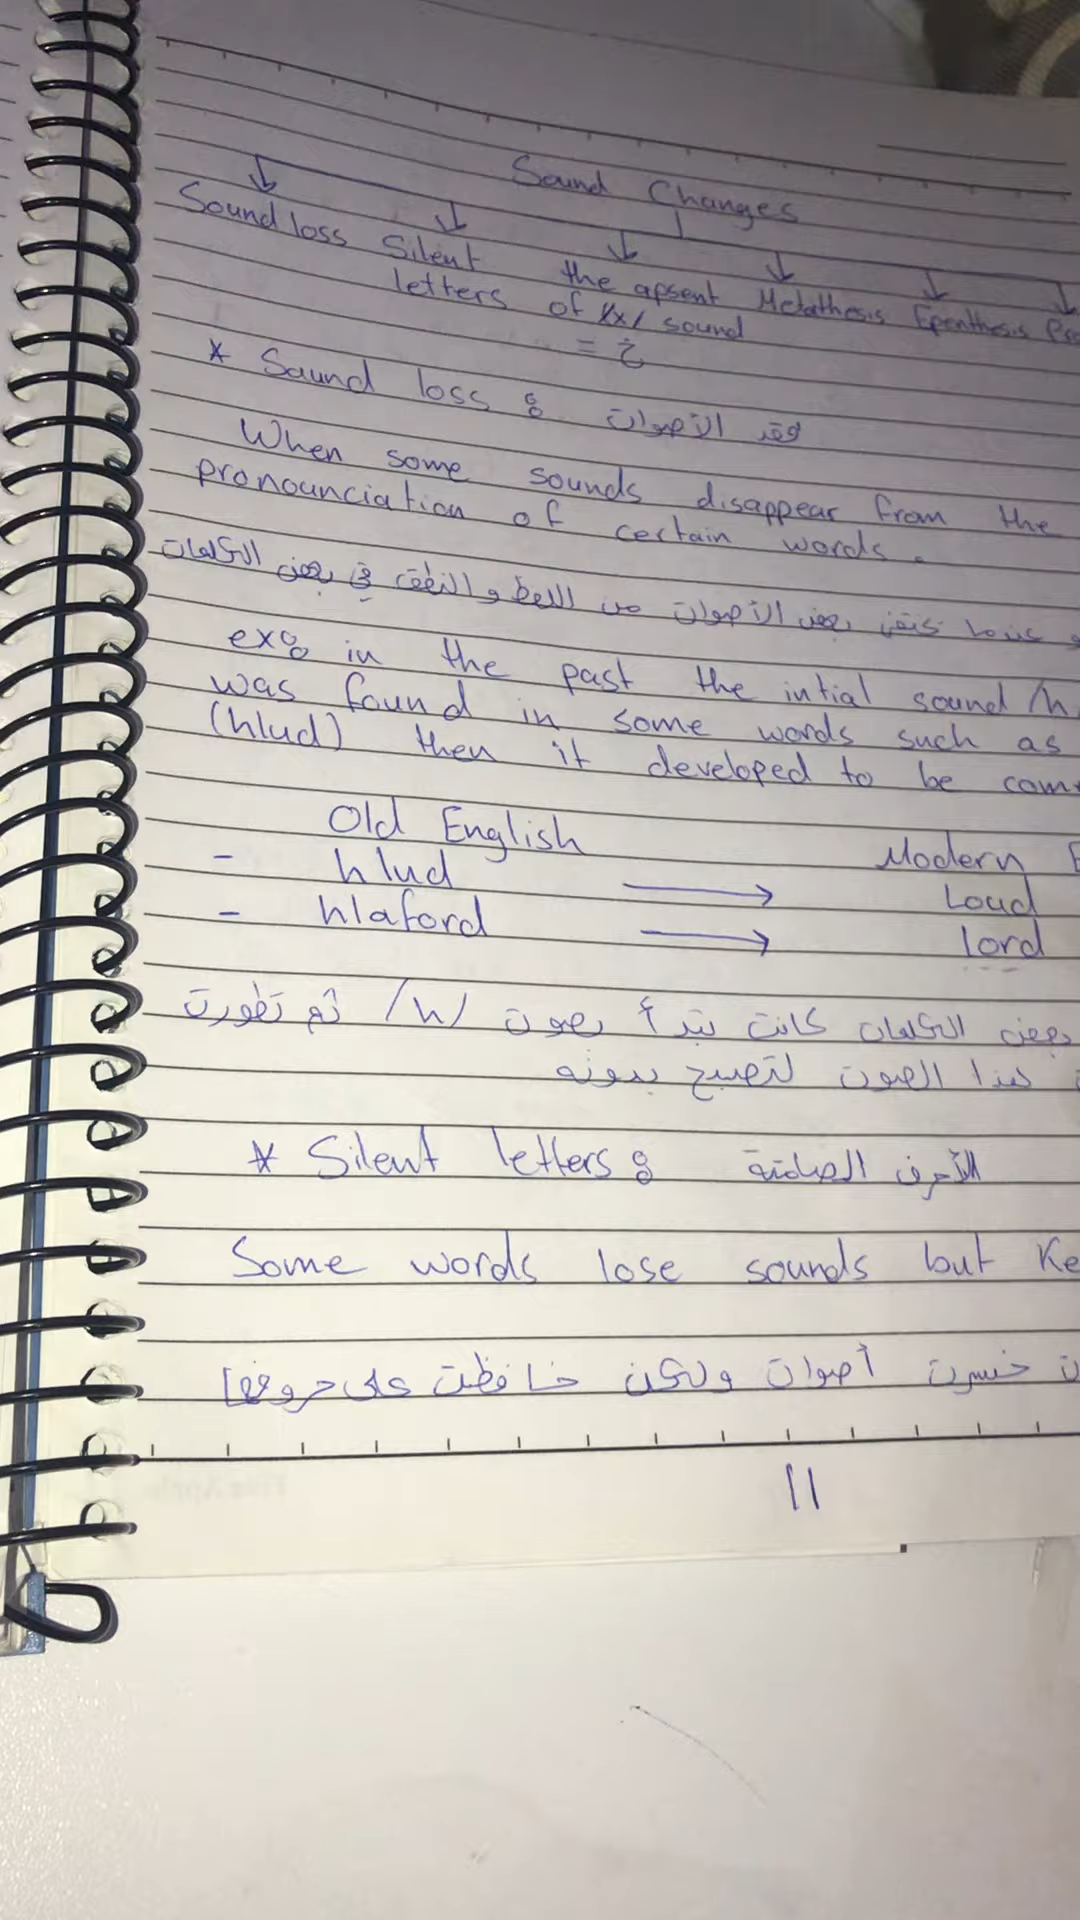 Sound Changes
Sound loss Silent letters the apsent of /x/ sound = خ Metathesis Epenthesis
* Saund loss : فقد الأصوات
When some sounds disappear from the
pronounciation of certain words.
عندما تختفي بعض الأصوات من اللفظ و النطق في بعض الكلمات
ex: in the past the intial sound /h
was found in some words such as
(hlud) then it developed to be
Old English Modern
- hlud → Loud
- hlaford → lord
بعض الكلمات كانت تبدأ بصوت /h/ ثم تطورت
هذا الصوت لتصبح بدونه
* Silent letters : الأحرف الصامتة
Some words lose sounds but
خسرت أصوات ولكن حافظت على حروفها
11